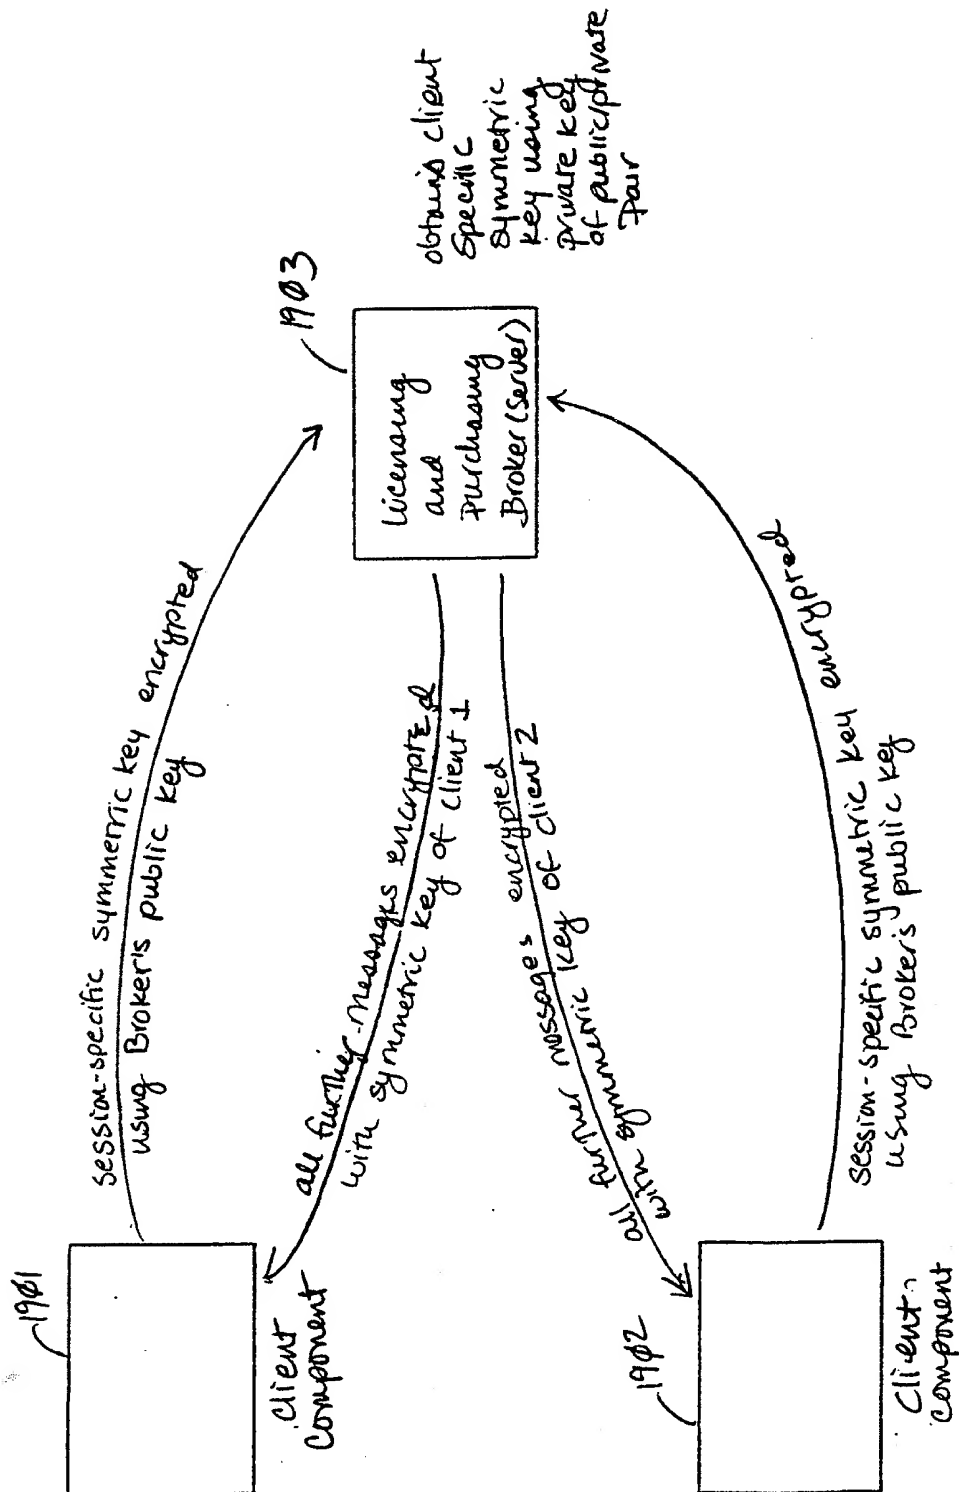 1901
Client
Component
session-specific symmetric key encrypted
using Broker's public key
all further messages encrypted
with symmetric key of client 1
1903
Licensing
and
Purchasing
Broker (Server)
obtains client
specific
symmetric
key using
private key
of public/private
pair
all further messages encrypted
with symmetric key of client 2
1902
Client
Component
session-specific symmetric key encrypted
using Broker's public key